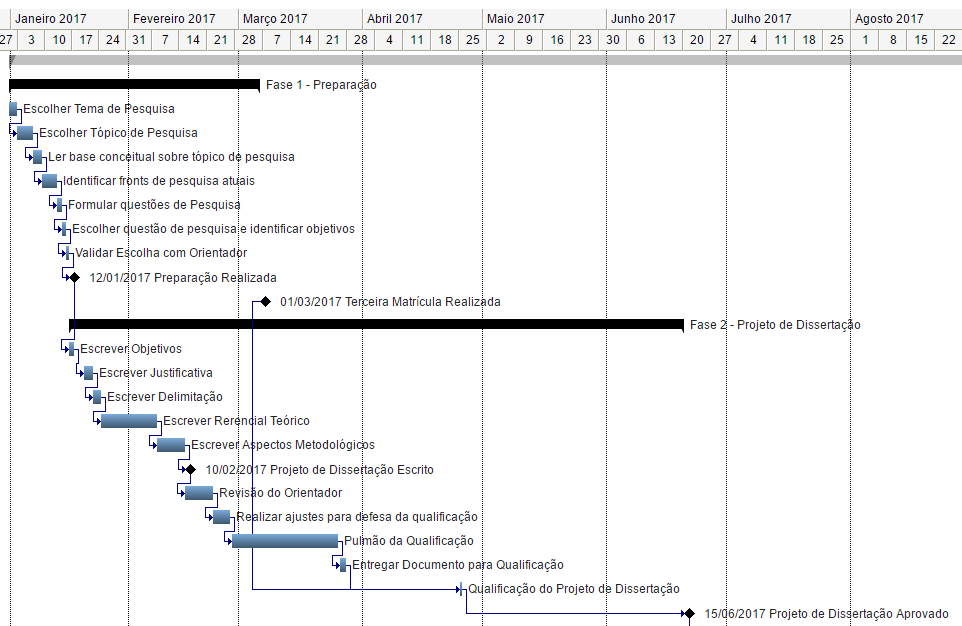 Janeiro 2017 Fevereiro 2017 Março 2017 Abril 2017 Maio 2017 Junho 2017 Julho 2017 Agosto 2017
27 3 10 17 24 31 7 14 21 28 7 14 21 28 4 11 18 25 2 9 16 23 30 6 13 20 27 4 11 18 25 1 8 15 22
Fase 1 - Preparação
Escolher Tema de Pesquisa
Escolher Tópico de Pesquisa
Ler base conceitual sobre tópico de pesquisa
Identificar fronts de pesquisa atuais
Formular questões de Pesquisa
Escolher questão de pesquisa e identificar objetivos
Validar Escolha com Orientador
12/01/2017 Preparação Realizada
01/03/2017 Terceira Matrícula Realizada
Fase 2 - Projeto de Dissertação
Escrever Objetivos
Escrever Justificativa
Escrever Delimitação
Escrever Rerencial Teórico
Escrever Aspectos Metodológicos
10/02/2017 Projeto de Dissertação Escrito
Revisão do Orientador
Realizar ajustes para defesa da qualificação
Pulmão da Qualificação
Entregar Documento para Qualificação
Qualificação do Projeto de Dissertação
15/06/2017 Projeto de Dissertação Aprovado